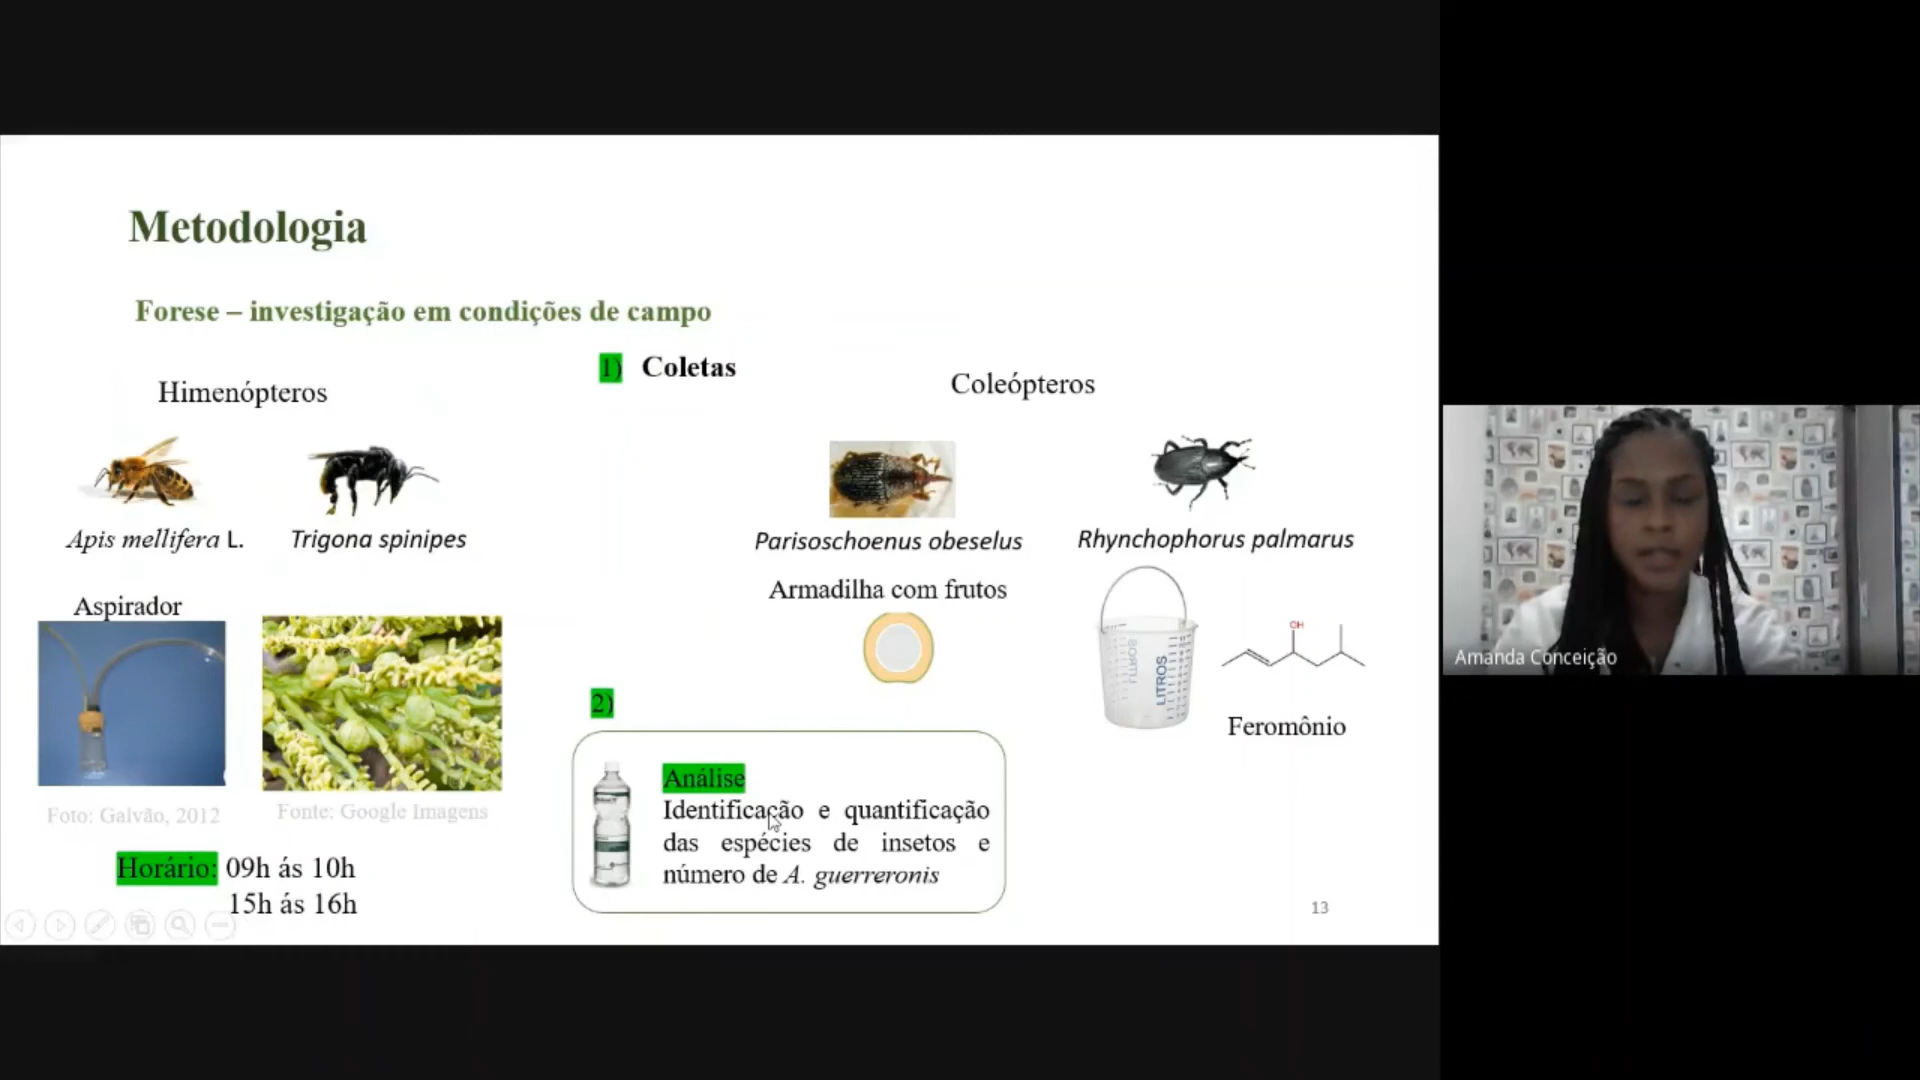 Metodologia
Forese – investigação em condições de campo
1) Coletas
Himenópteros
Coleópteros
Apis mellifera L.
Trigona spinipes
Parisoschoenus obeselus
Rhynchophorus palmarus
Aspirador
Armadilha com frutos
LITROS
LITROS
OH
Feromônio
Foto: Galvão, 2012
Fonte: Google Imagens
Horário: 09h ás 10h
15h ás 16h
2)
Análise
Identificação e quantificação
das espécies de insetos e
número de A. guerreronis
13
Amanda Conceição